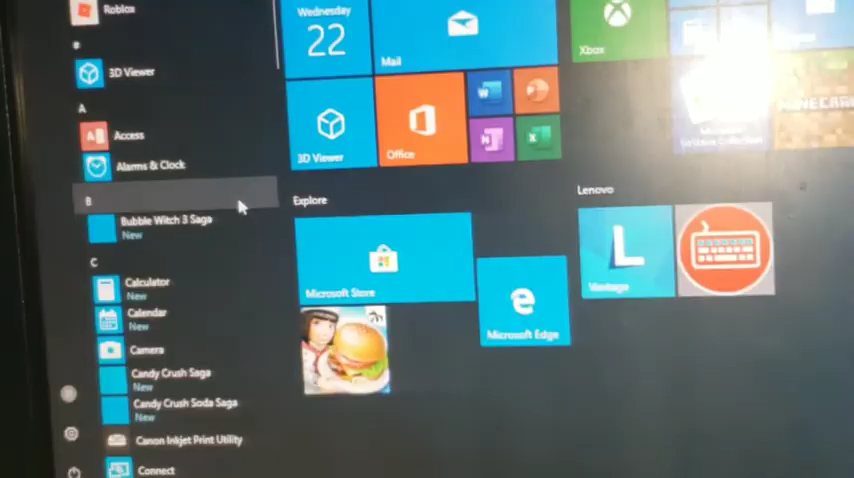 Roblox
#
3D Viewer
A
Access
Alarms & Clock
B
Bubble Witch 3 Saga
New
C
Calculator
New
Calendar
New
Camera
Candy Crush Saga
New
Candy Crush Soda Saga
New
Canon Inkjet Print Utility
Connect
Wednesday
22
Mail
Xbox
3D Viewer
Office
MINECRAFT
Explore
Lenovo
Microsoft Store
Microsoft Edge
L
Vantage